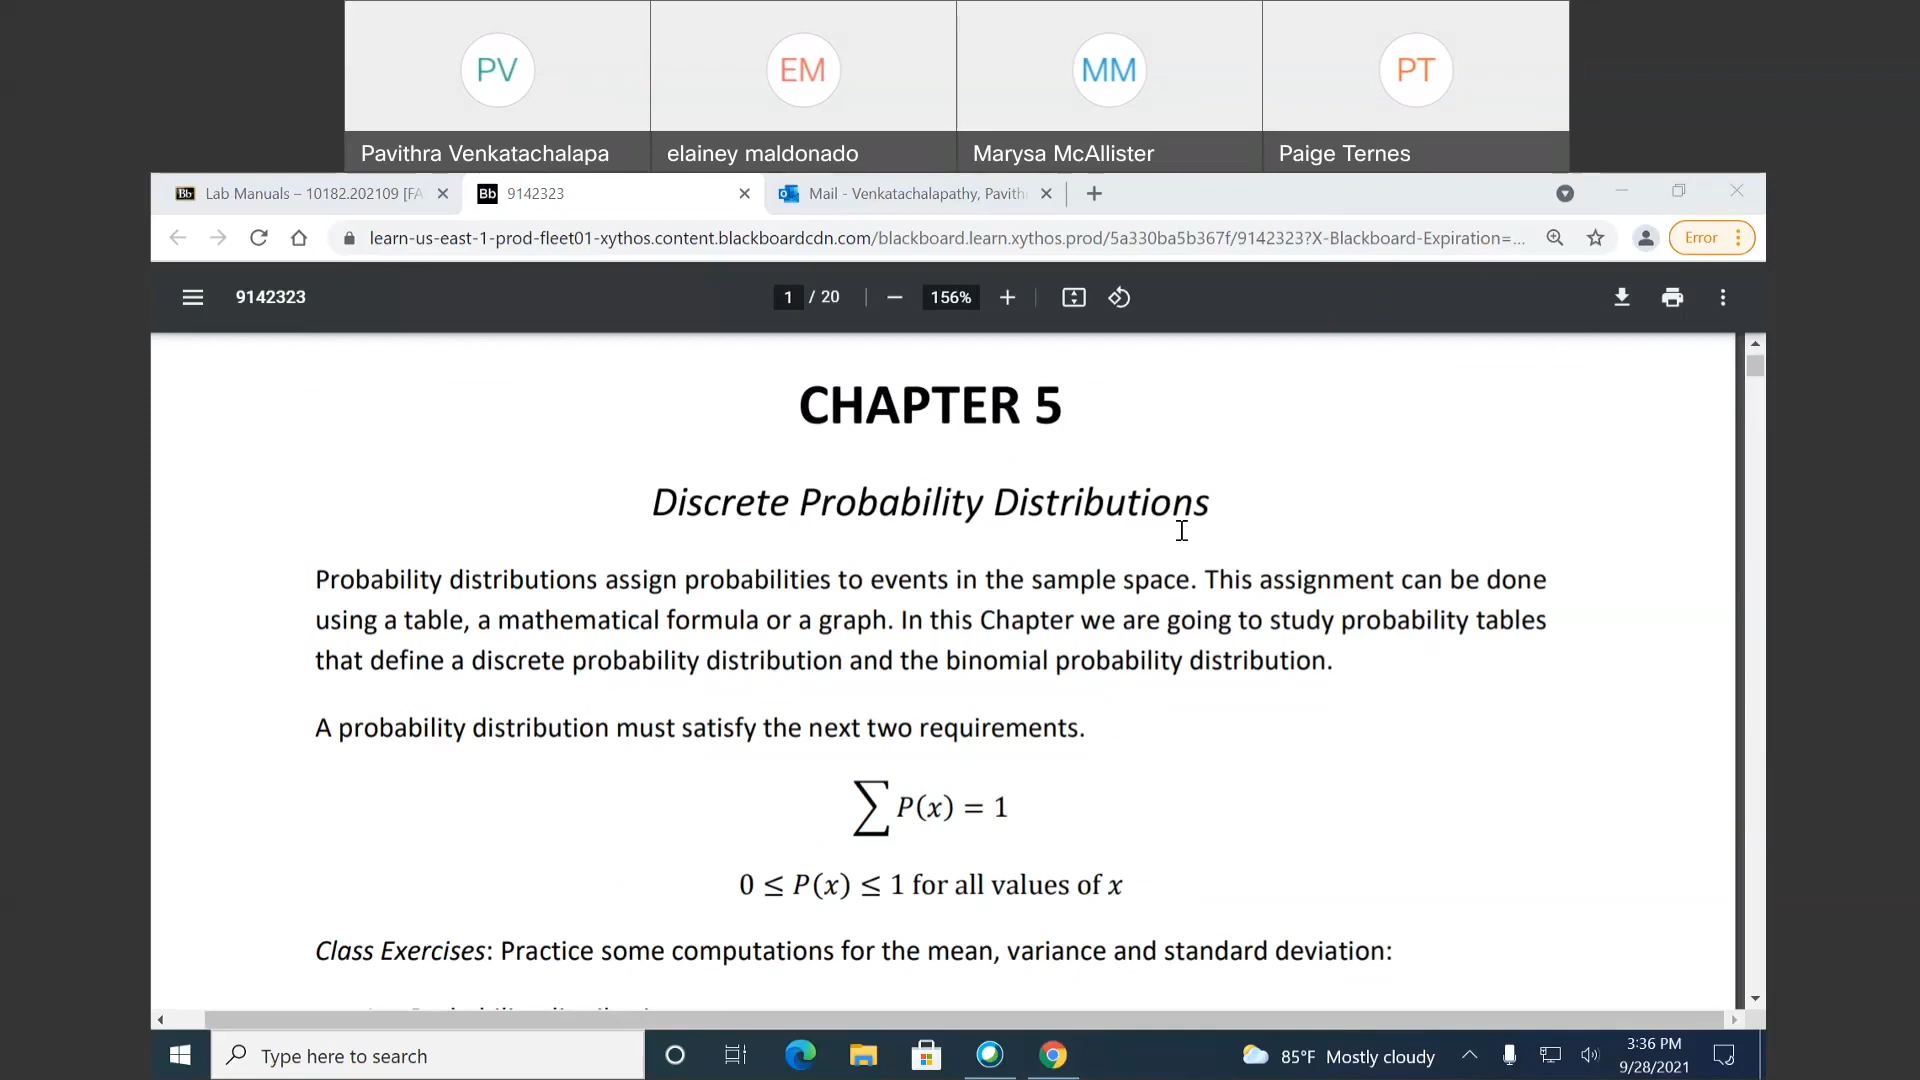 PV
EM
MM
PT
Pavithra Venkatachalapa
elainey maldonado
Marysa McAllister
Paige Ternes
Bb Lab Manuals – 10182.202109 [FA
Bb 9142323
Mail - Venkatachalapathy, Pavith
learn-us-east-1-prod-fleet01-xythos.content.blackboardcdn.com/blackboard.learn.xythos.prod/5a330ba5b367f/9142323?X-Blackboard-Expiration=...
Error
9142323
1 / 20
156%
CHAPTER 5
Discrete Probability Distributions
Probability distributions assign probabilities to events in the sample space. This assignment can be done
using a table, a mathematical formula or a graph. In this Chapter we are going to study probability tables
that define a discrete probability distribution and the binomial probability distribution.
A probability distribution must satisfy the next two requirements.
∑ P(x) = 1
0 ≤ P(x) ≤ 1 for all values of x
Class Exercises: Practice some computations for the mean, variance and standard deviation:
Type here to search
85°F Mostly cloudy
3:36 PM
9/28/2021